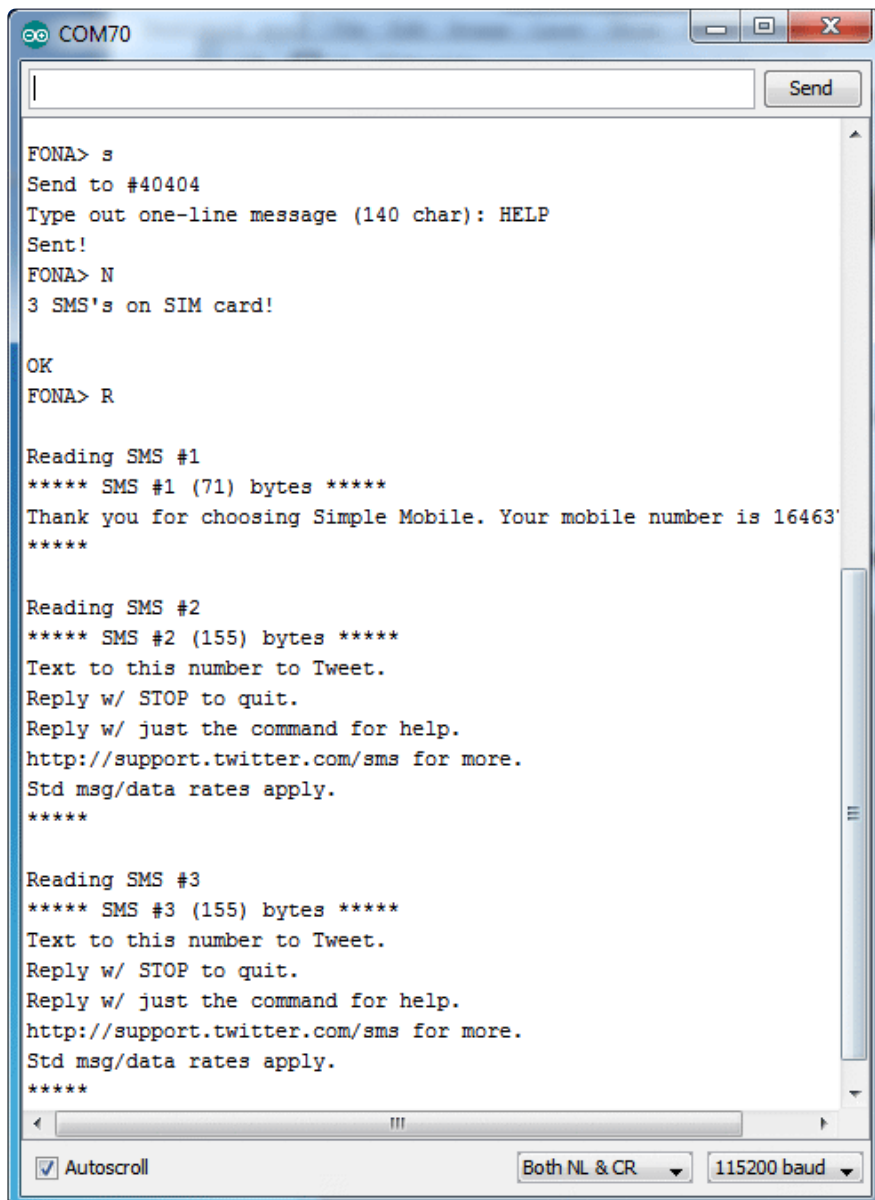 COM70
Send
FONA> s
Send to #40404
Type out one-line message (140 char): HELP
Sent!
FONA> N
3 SMS's on SIM card!
OK
FONA> R
Reading SMS #1
***** SMS #1 (71) bytes *****
Thank you for choosing Simple Mobile. Your mobile number is 16463
*****
Reading SMS #2
***** SMS #2 (155) bytes *****
Text to this number to Tweet.
Reply w/ STOP to quit.
Reply w/ just the command for help.
http://support.twitter.com/sms for more.
Std msg/data rates apply.
*****
Reading SMS #3
***** SMS #3 (155) bytes *****
Text to this number to Tweet.
Reply w/ STOP to quit.
Reply w/ just the command for help.
http://support.twitter.com/sms for more.
Std msg/data rates apply.
*****
Autoscroll
Both NL & CR
115200 baud